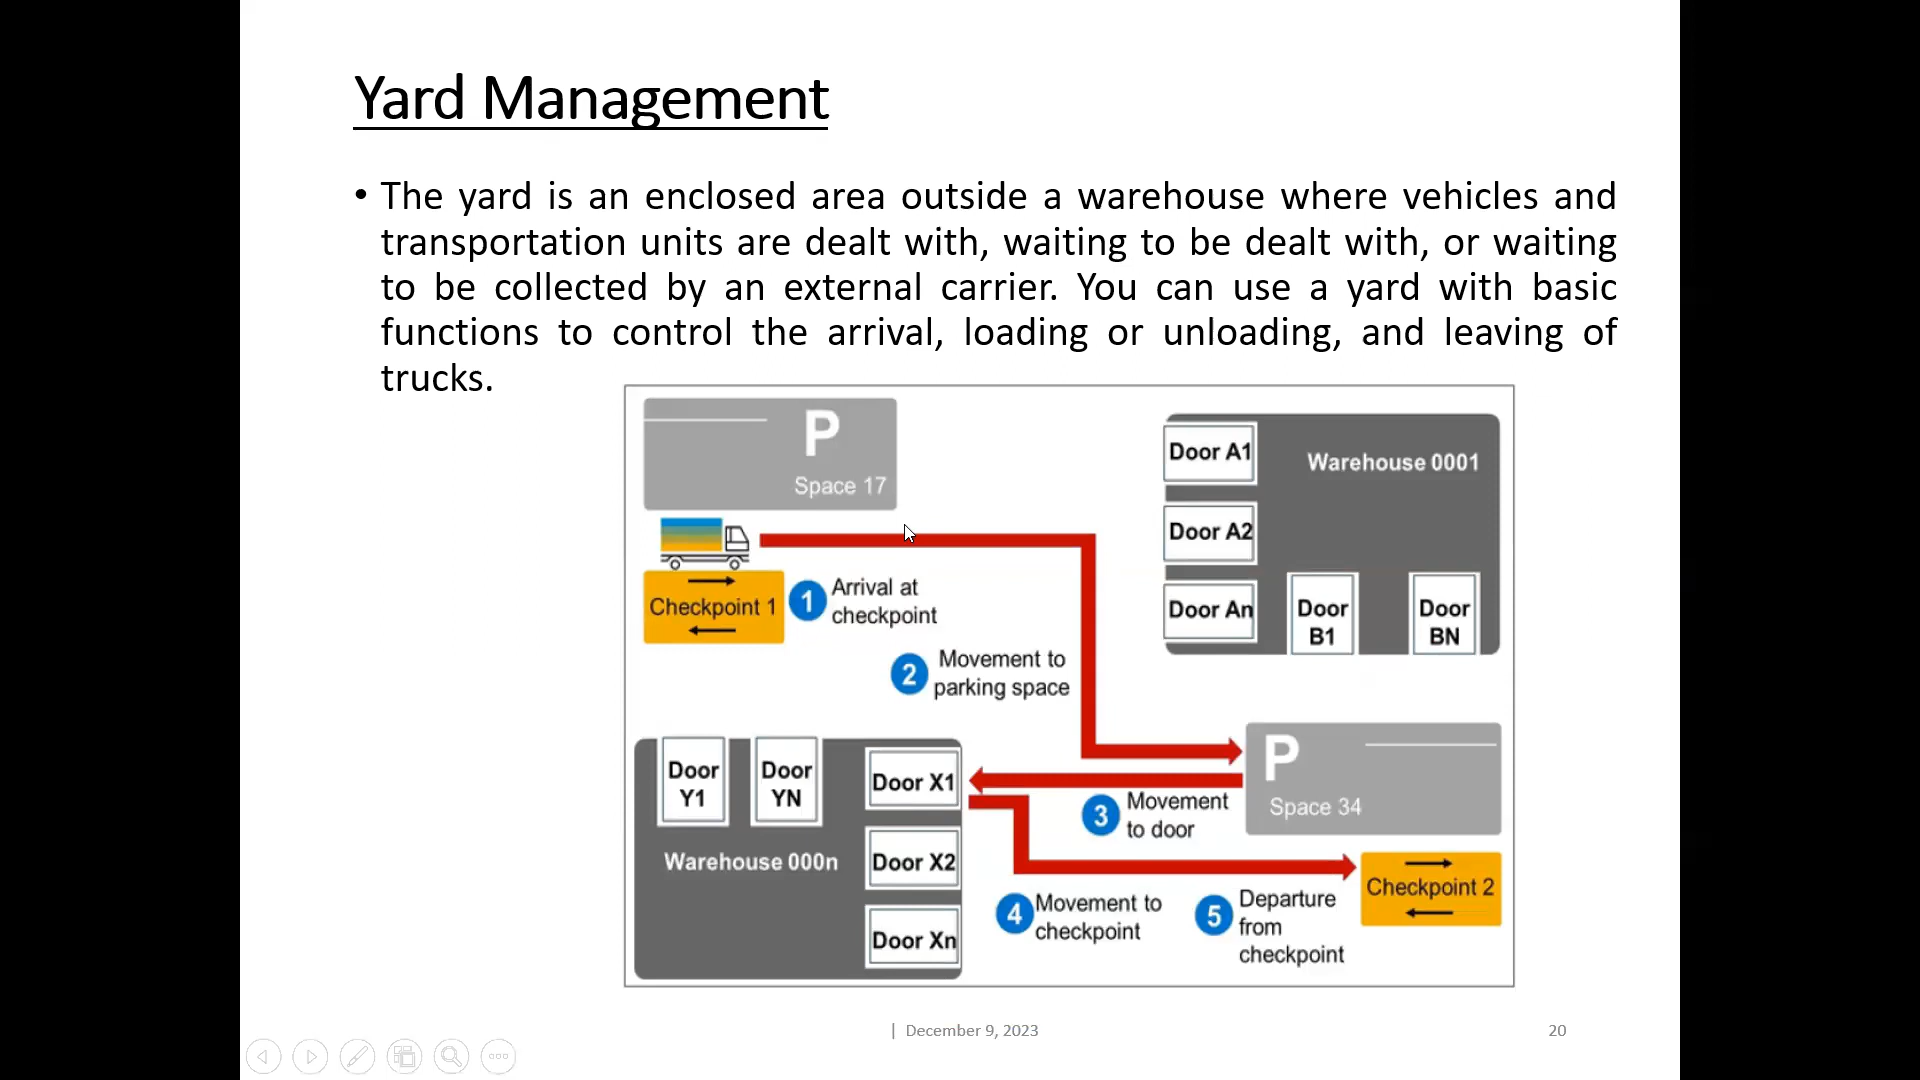 Yard Management
• The yard is an enclosed area outside a warehouse where vehicles and
transportation units are dealt with, waiting to be dealt with, or waiting
to be collected by an external carrier. You can use a yard with basic
functions to control the arrival, loading or unloading, and leaving of
trucks.
P
Space 17
Door A1
Warehouse 0001
Door A2
Door An
Door
B1
Door
BN
Checkpoint 1
1
Arrival at
checkpoint
2
Movement to
parking space
P
Space 34
Door
Y1
Door
YN
Door X1
3
Movement
to door
Warehouse 000n
Door X2
Door Xn
Checkpoint 2
4
Movement to
checkpoint
5
Departure
from
checkpoint
| December 9, 2023
20